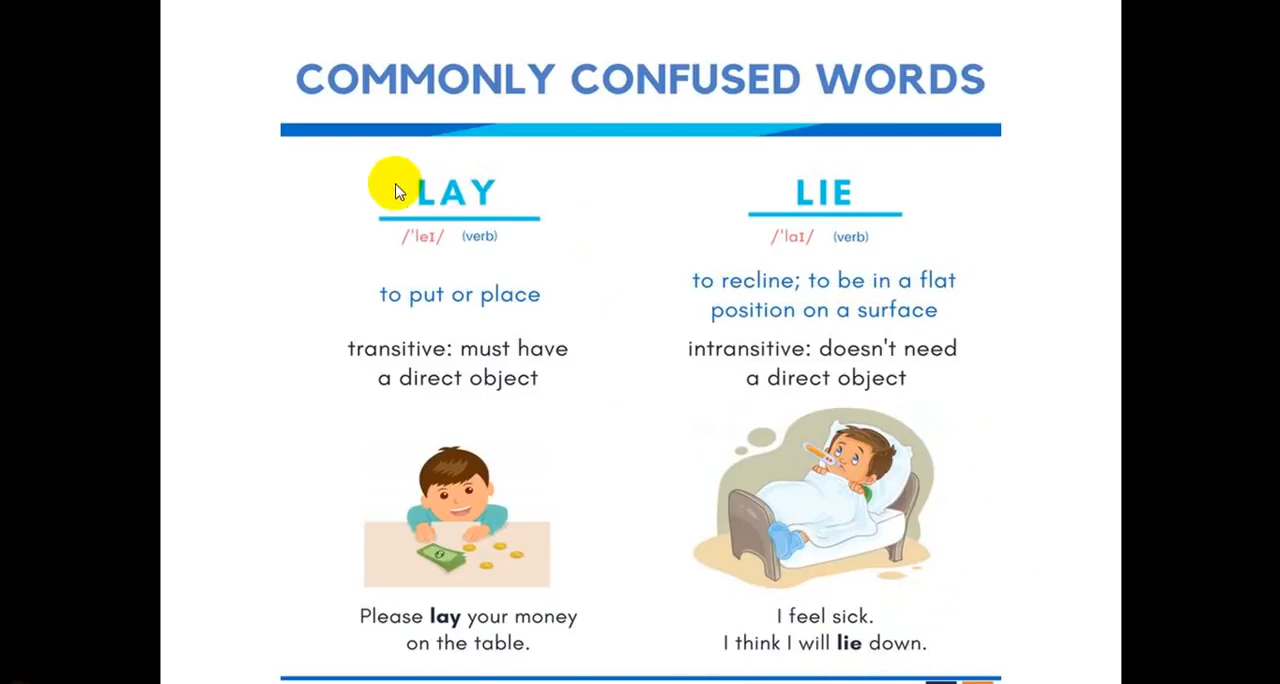 COMMONLY CONFUSED WORDS
LAY
/ˈleɪ/ (verb)
to put or place
transitive: must have
a direct object
Please lay your money
on the table.
LIE
/ˈlaɪ/ (verb)
to recline; to be in a flat
position on a surface
intransitive: doesn't need
a direct object
I feel sick.
I think I will lie down.